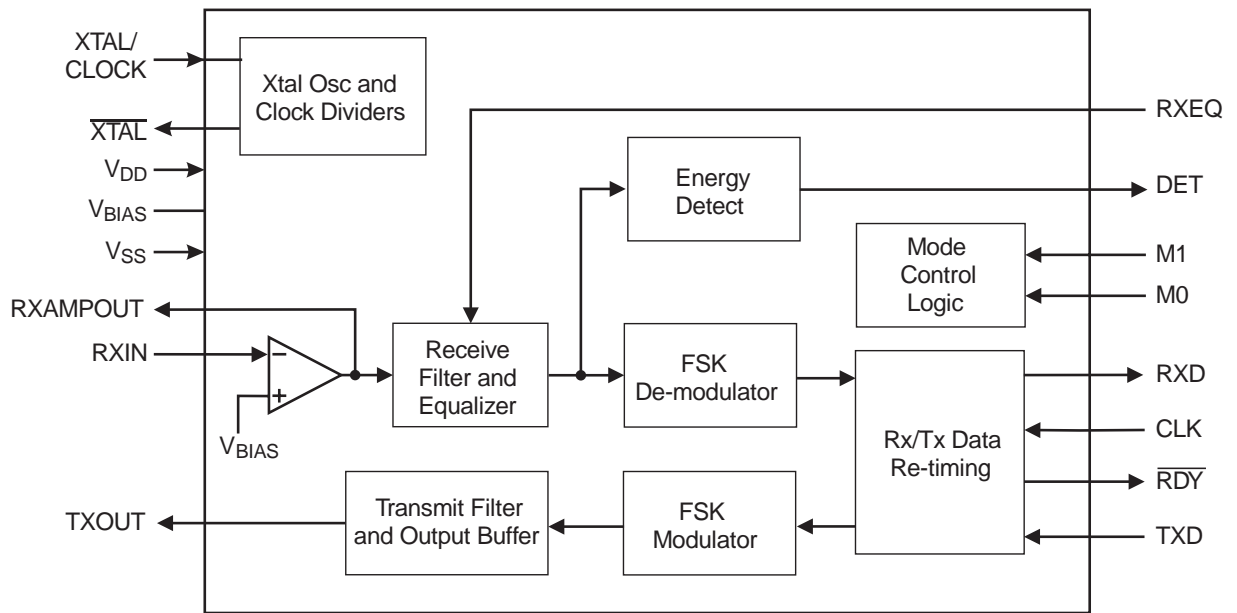 XTAL/
CLOCK
XTAL
VDD
VBIAS
VSS
RXAMPOUT
RXIN
TXOUT
Xtal Osc and
Clock Dividers
Energy
Detect
Mode
Control
Logic
−
+
VBIAS
Receive
Filter and
Equalizer
FSK
De-modulator
Rx/Tx Data
Re-timing
Transmit Filter
and Output Buffer
FSK
Modulator
RXEQ
DET
M1
M0
RXD
CLK
RDY
TXD